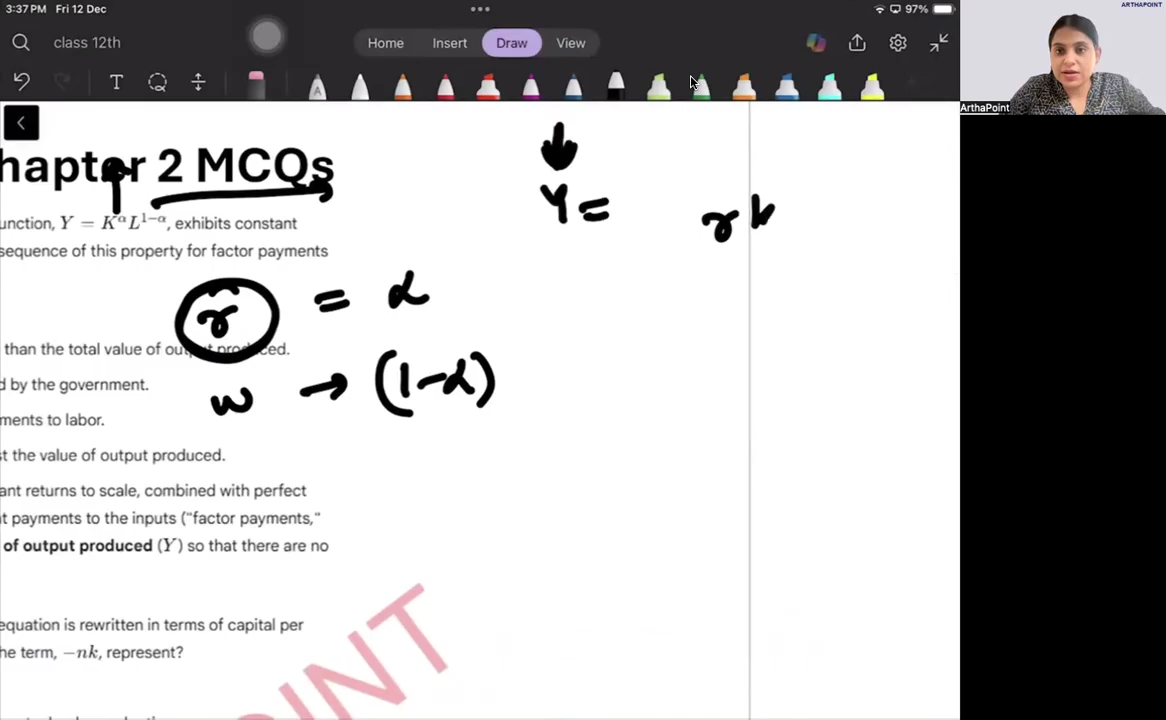 3:37 PM Fri 12 Dec
97%
ARTHAPOINT
class 12th
Home Insert Draw View
ArthaPoint
hapter 2 MCQs
unction, Y = K^α L^{1−α}, exhibits constant
sequence of this property for factor payments
Y = rk
r = α
than the total value of output produced.
d by the government.
w → (1-α)
ments to labor.
t the value of output produced.
ant returns to scale, combined with perfect
t payments to the inputs ("factor payments,"
of output produced (Y) so that there are no
equation is rewritten in terms of capital per
he term, −nk, represent?
INT